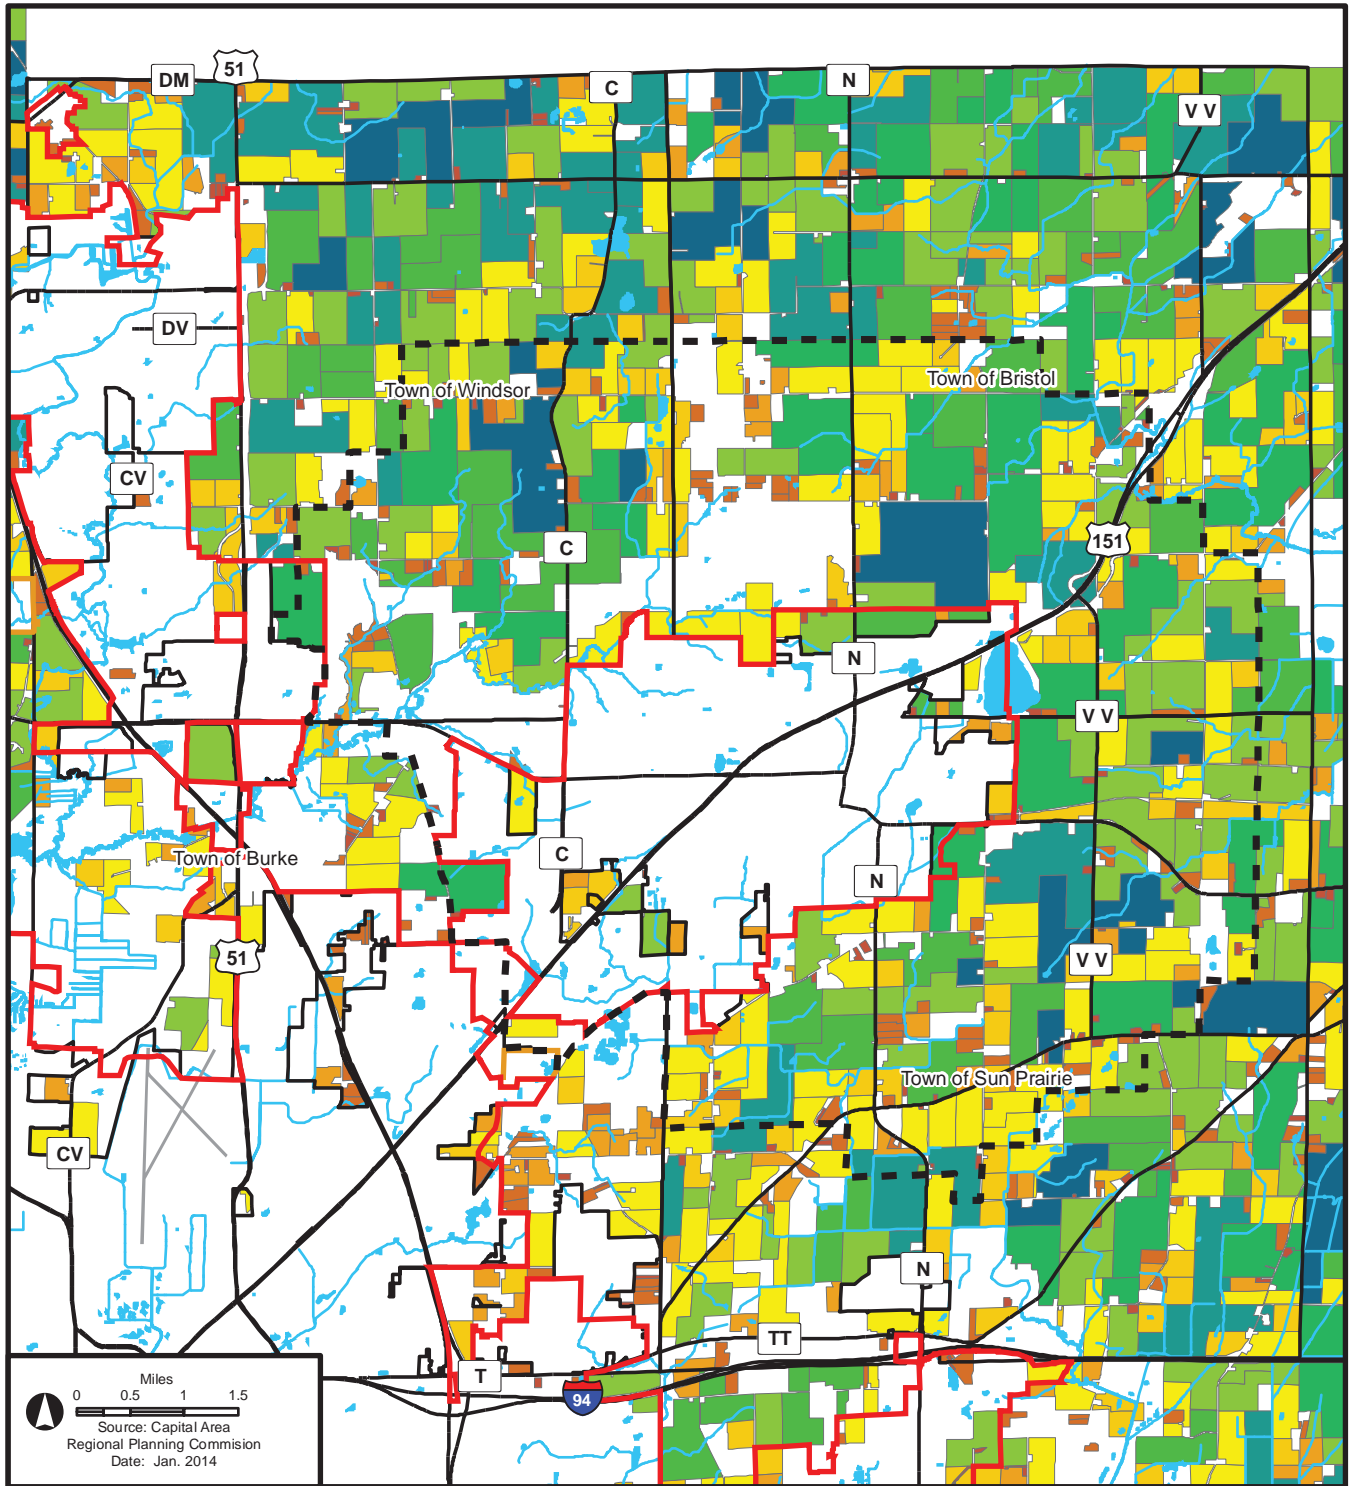 DM
51
C
N
V V
DV
Town of Windsor
Town of Bristol
CV
C
151
N
V V
C
Town of Burke
N
51
V V
Town of Sun Prairie
CV
N
TT
T
94
Miles
0 0.5 1 1.5
Source: Capital Area
Regional Planning Commision
Date: Jan. 2014